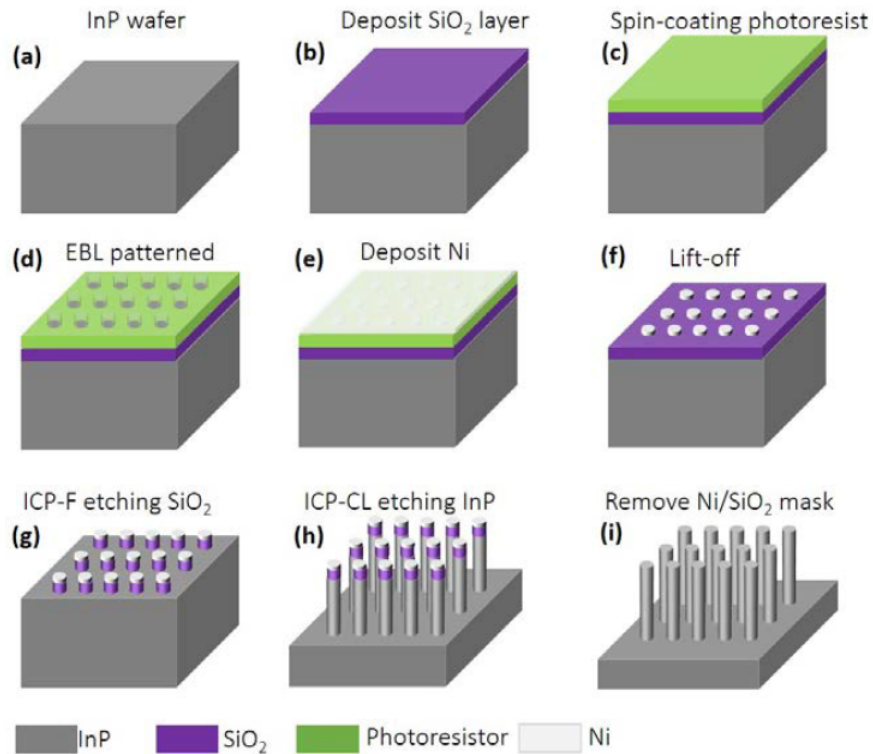 InP wafer
Deposit SiO₂ layer
Spin-coating photoresist
(a)
(b)
(c)
EBL patterned
Deposit Ni
Lift-off
(d)
(e)
(f)
ICP-F etching SiO₂
ICP-CL etching InP
Remove Ni/SiO₂ mask
(g)
(h)
(i)
InP
SiO₂
Photoresistor
Ni